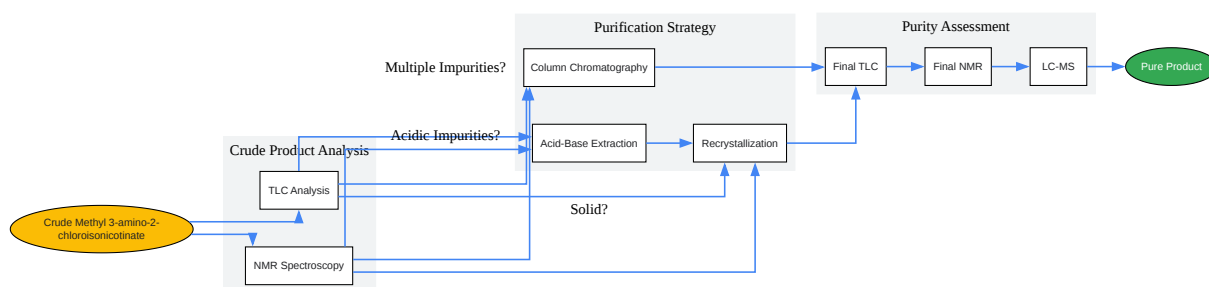 Purification Strategy
Purity Assessment
Multiple Impurities?
Column Chromatography
Final TLC
Final NMR
LC-MS
Pure Product
Acidic Impurities?
Crude Product Analysis
Acid-Base Extraction
Recrystallization
TLC Analysis
Solid?
Crude Methyl 3-amino-2-
chloroisonicotinate
NMR Spectroscopy